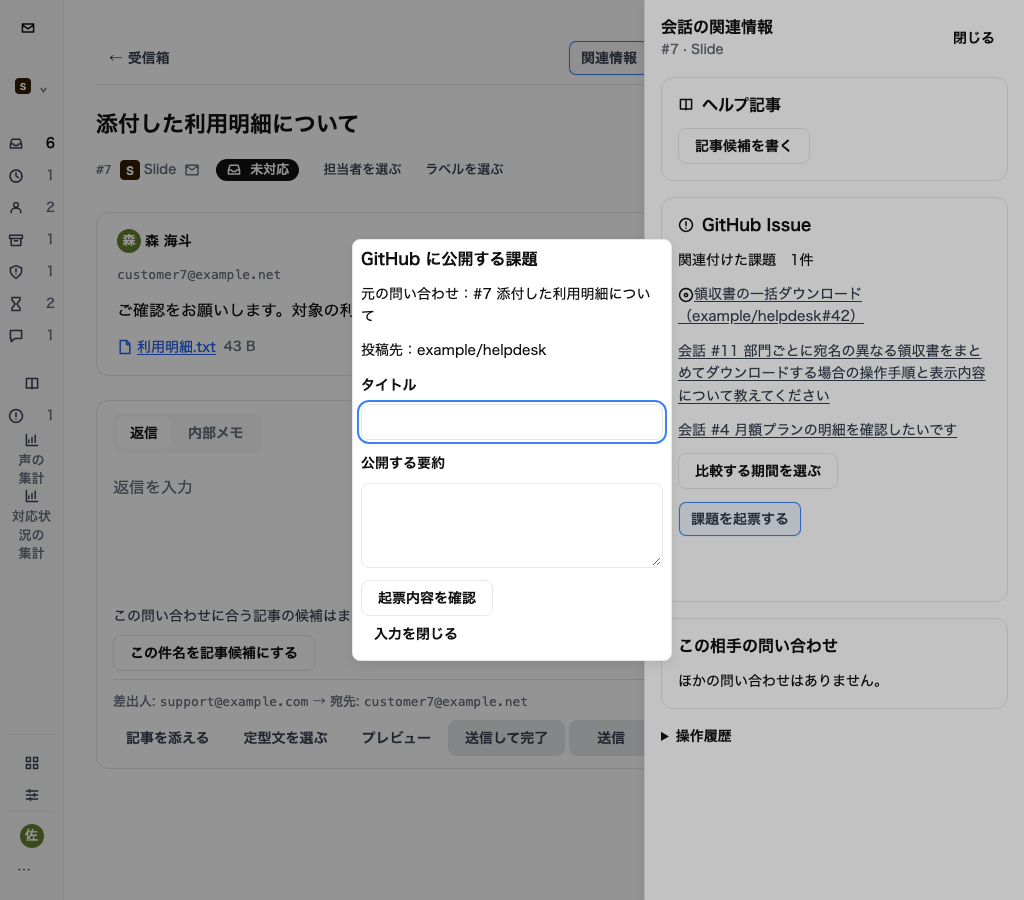 S
6
1
2
1
1
2
1
1
声の
集計
対応状
況の
集計
佐
…
← 受信箱
関連情報
添付した利用明細について
#7 S Slide 未対応 担当者を選ぶ ラベルを選ぶ
森 森 海斗
customer7@example.net
ご確認をお願いします。対象の利
利用明細.txt 43 B
返信 内部メモ
返信を入力
この問い合わせに合う記事の候補はま
この件名を記事候補にする
差出人: support@example.com → 宛先: customer7@example.net
記事を添える 定型文を選ぶ プレビュー 送信して完了 送信
GitHub に公開する課題
元の問い合わせ：#7 添付した利用明細につい
て
投稿先：example/helpdesk
タイトル
公開する要約
起票内容を確認
入力を閉じる
会話の関連情報
#7 · Slide
閉じる
ヘルプ記事
記事候補を書く
GitHub Issue
関連付けた課題 1件
領収書の一括ダウンロード
（example/helpdesk#42）
会話 #11 部門ごとに宛名の異なる領収書をまと
めてダウンロードする場合の操作手順と表示内容
について教えてください
会話 #4 月額プランの明細を確認したいです
比較する期間を選ぶ
課題を起票する
この相手の問い合わせ
ほかの問い合わせはありません。
▶ 操作履歴